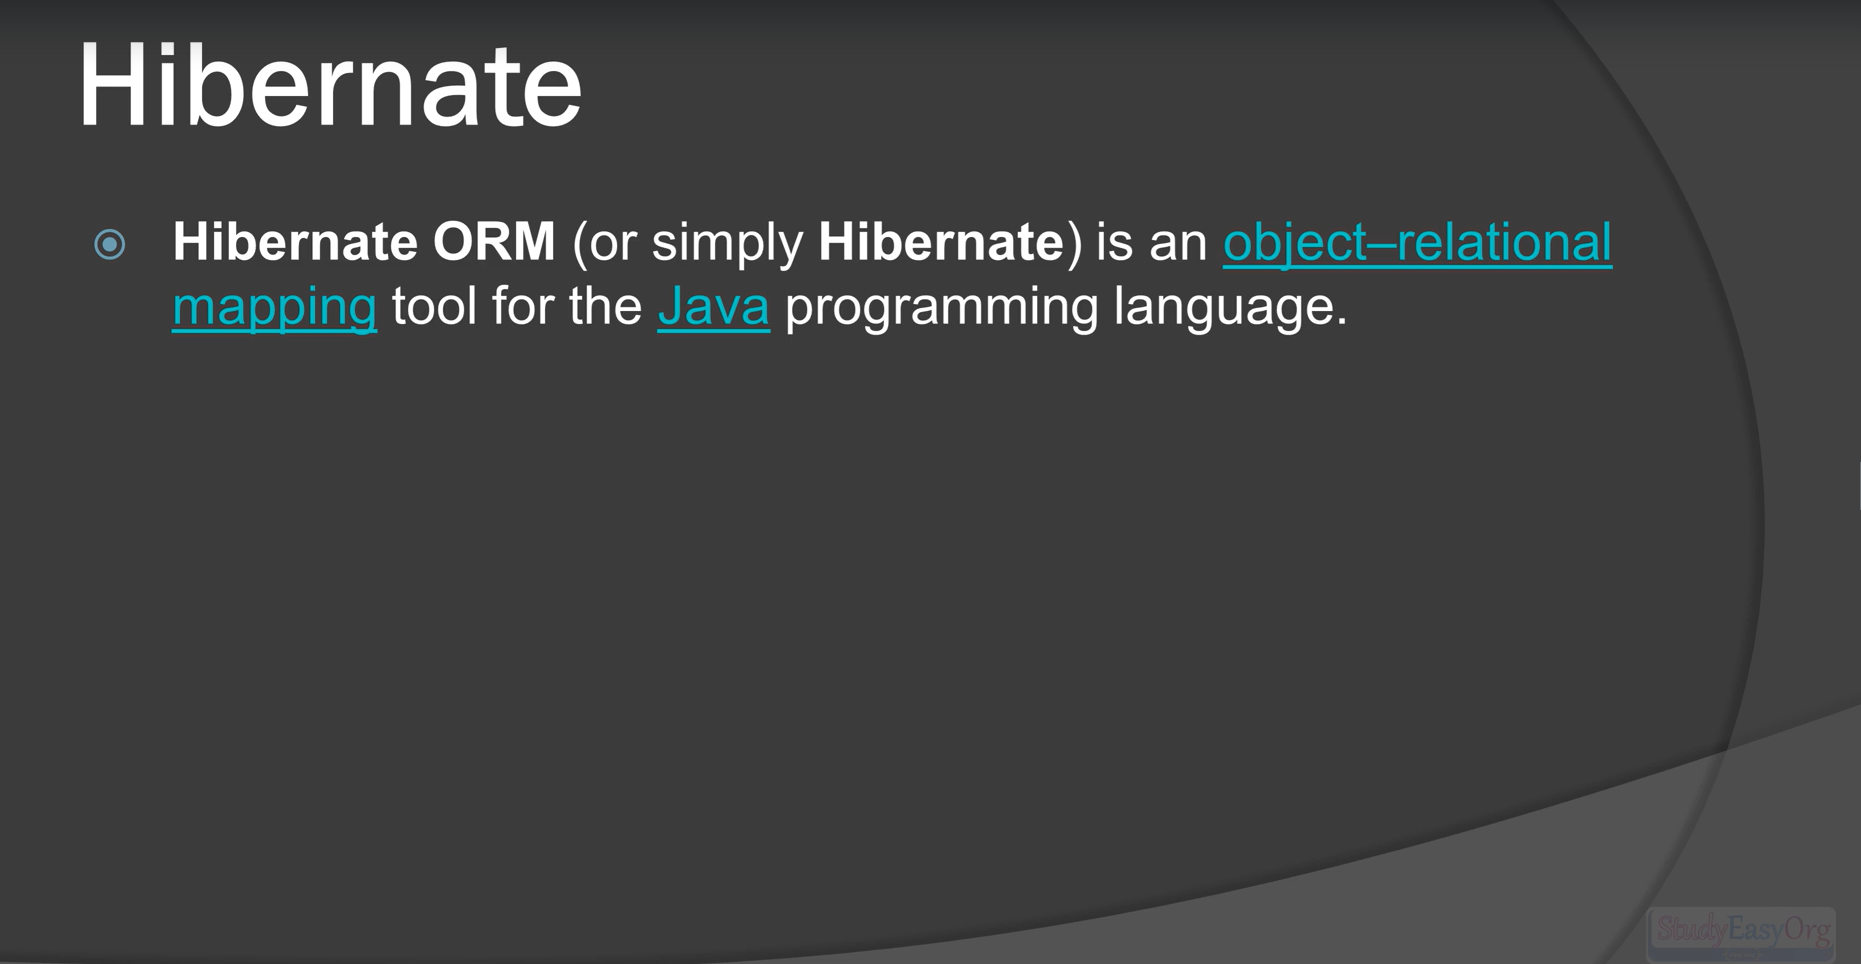 Hibernate
Hibernate ORM (or simply Hibernate) is an object–relational
mapping tool for the Java programming language.
StudyEasyOrg